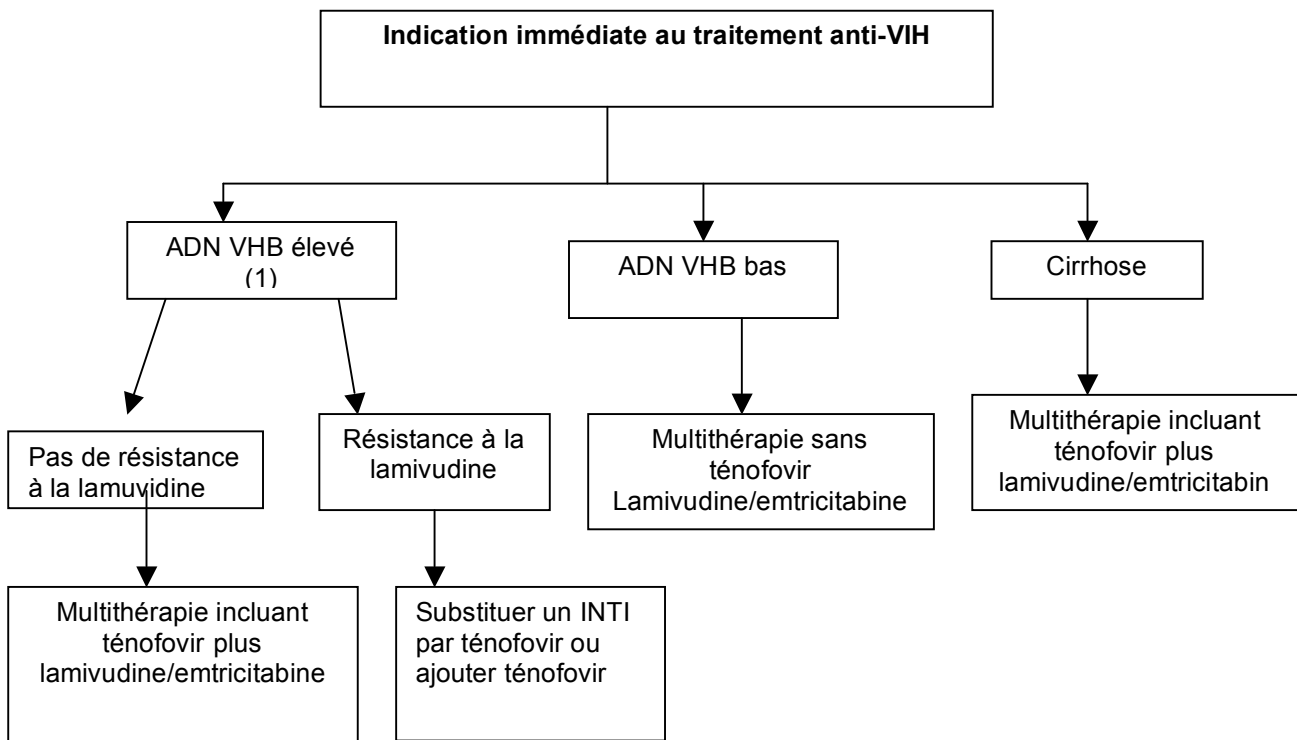 Indication immédiate au traitement anti-VIH
ADN VHB élevé
(1)
ADN VHB bas
Cirrhose
Pas de résistance
à la lamuvidine
Résistance à la
lamivudine
Multithérapie sans
ténofovir
Lamivudine/emtricitabine
Multithérapie incluant
ténofovir plus
lamivudine/emtricitabin
Multithérapie incluant
ténofovir plus
lamivudine/emtricitabine
Substituer un INTI
par ténofovir ou
ajouter ténofovir